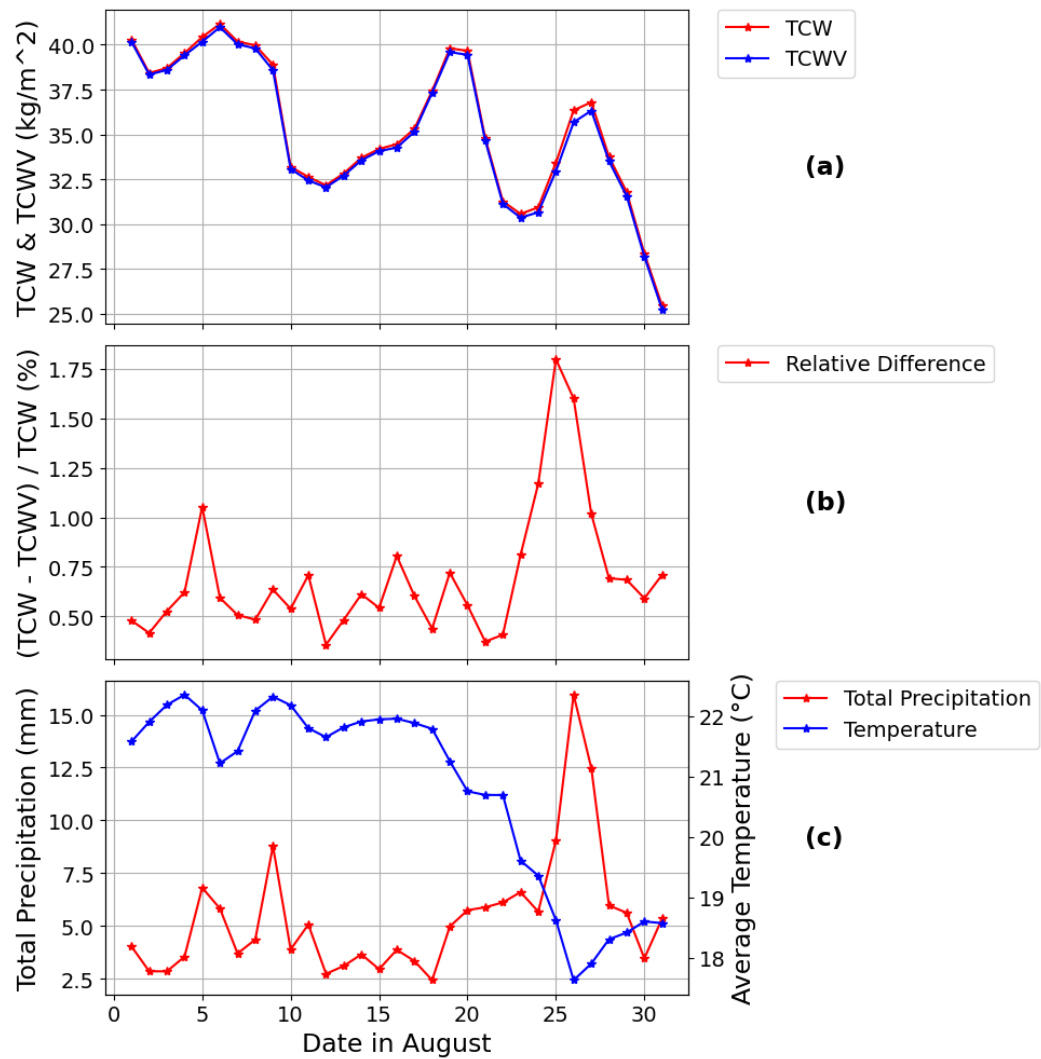 TCW & TCWV (kg/m^2)
40.0
37.5
35.0
32.5
30.0
27.5
25.0
TCW
TCWV
(a)
(TCW - TCWV) / TCW (%)
1.75
1.50
1.25
1.00
0.75
0.50
Relative Difference
(b)
Total Precipitation (mm)
15.0
12.5
10.0
7.5
5.0
2.5
22
21
20
19
18
Average Temperature (°C)
Total Precipitation
Temperature
(c)
0
5
10
15
20
25
30
Date in August